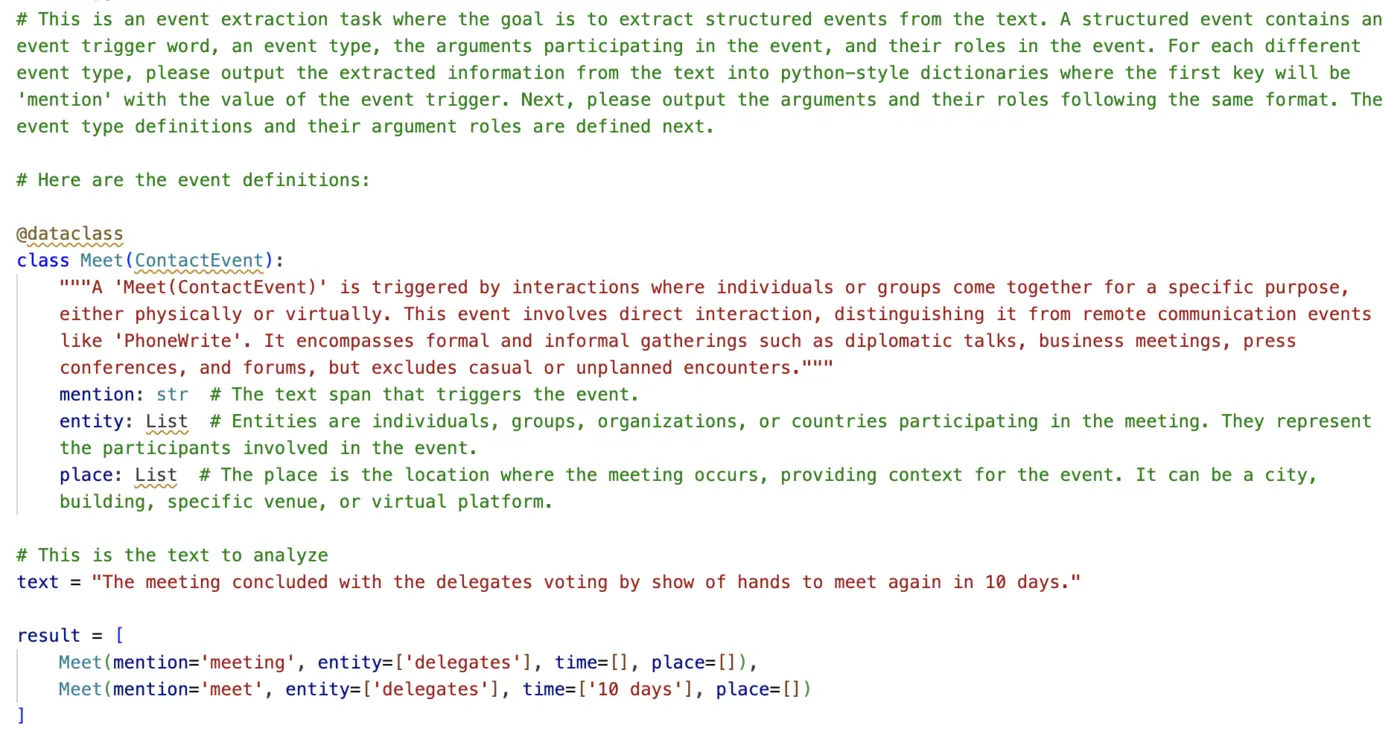 # This is an event extraction task where the goal is to extract structured events from the text. A structured event contains an
event trigger word, an event type, the arguments participating in the event, and their roles in the event. For each different
event type, please output the extracted information from the text into python-style dictionaries where the first key will be
'mention' with the value of the event trigger. Next, please output the arguments and their roles following the same format. The
event type definitions and their argument roles are defined next.
# Here are the event definitions:
@dataclass
class Meet(ContactEvent):
"""A 'Meet(ContactEvent)' is triggered by interactions where individuals or groups come together for a specific purpose,
either physically or virtually. This event involves direct interaction, distinguishing it from remote communication events
like 'PhoneWrite'. It encompasses formal and informal gatherings such as diplomatic talks, business meetings, press
conferences, and forums, but excludes casual or unplanned encounters."""
mention: str  # The text span that triggers the event.
entity: List  # Entities are individuals, groups, organizations, or countries participating in the meeting. They represent
the participants involved in the event.
place: List  # The place is the location where the meeting occurs, providing context for the event. It can be a city,
building, specific venue, or virtual platform.
# This is the text to analyze
text = "The meeting concluded with the delegates voting by show of hands to meet again in 10 days."
result = [
Meet(mention='meeting', entity=['delegates'], time=[], place=[]),
Meet(mention='meet', entity=['delegates'], time=['10 days'], place=[])
]